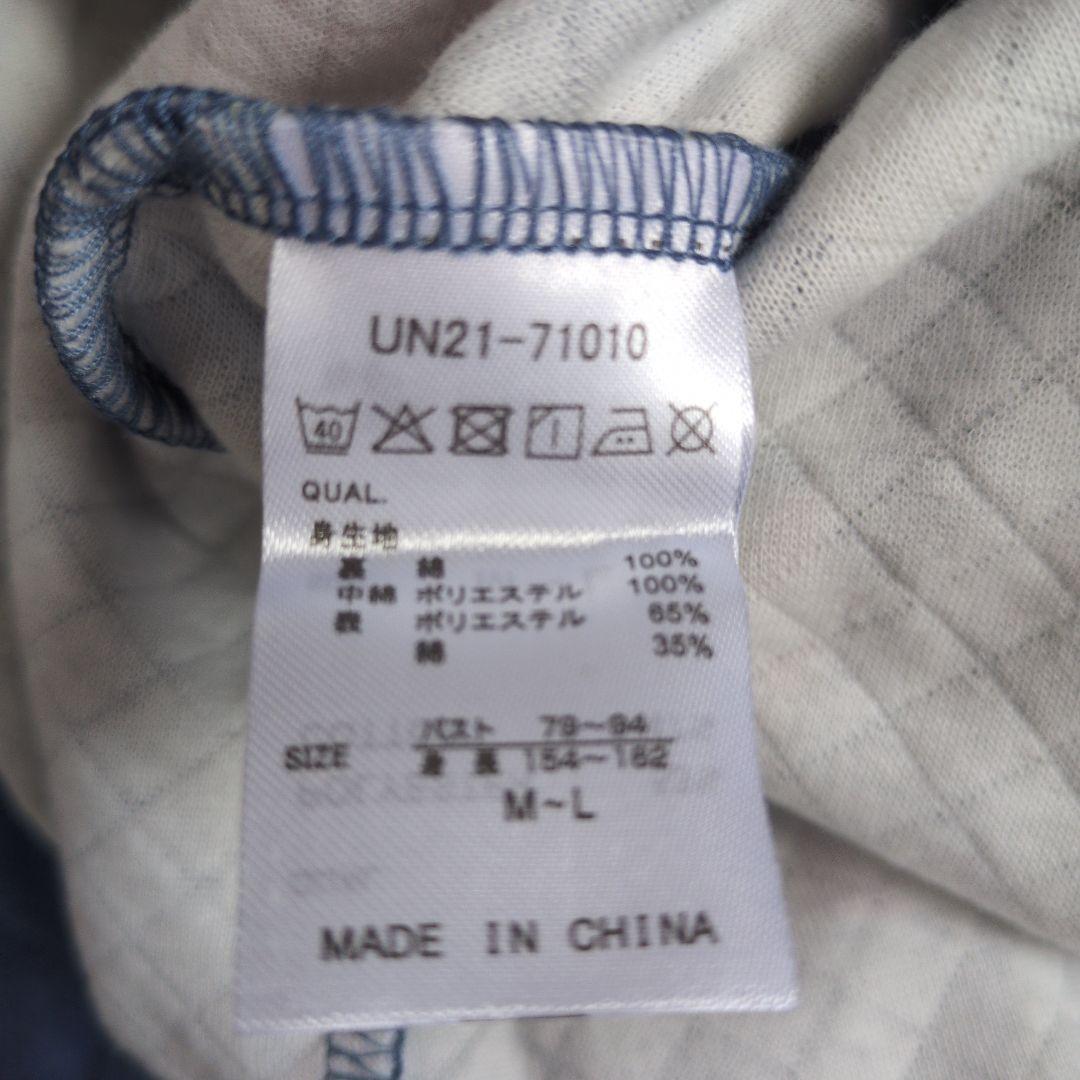 UN21-71010
40
QUAL.
身生地
裏 綿 100%
中綿 ポリエステル 100%
表 ポリエステル 65%
綿 35%
SIZE
バスト 79~94
身長 154~162
M~L
MADE IN CHINA